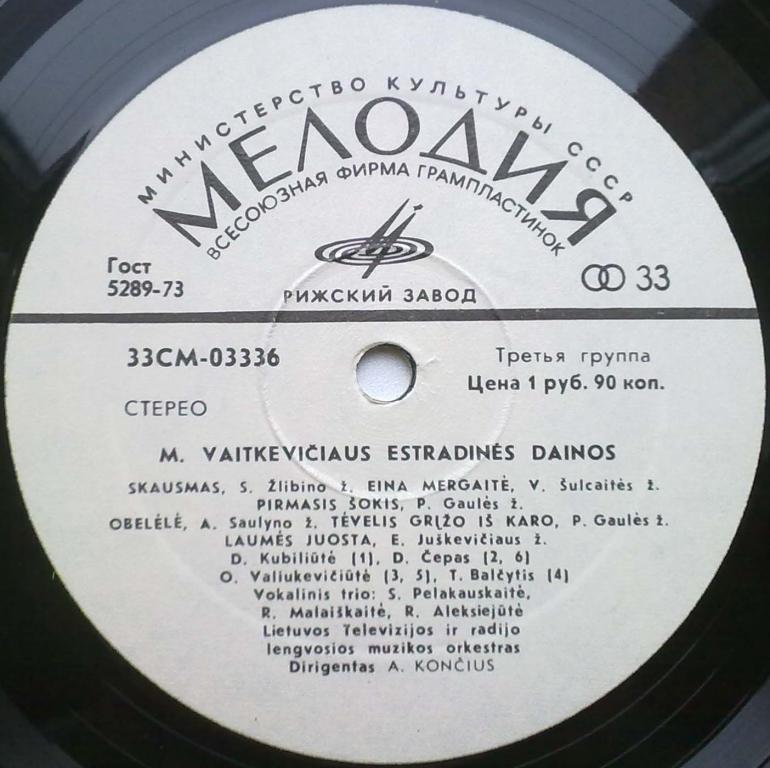 МИНИСТЕРСТВО КУЛЬТУРЫ СССР
МЕЛОДИЯ
ВСЕСОЮЗНАЯ ФИРМА ГРАМПЛАСТИНОК
Гост
5289-73
33
РИЖСКИЙ ЗАВОД
33СМ-03336
Третья группа
Цена 1 руб. 90 коп.
СТЕРЕО
M. VAITKEVIČIAUS ESTRADINĖS DAINOS
SKAUSMAS, S. Žlibino ž. EINA MERGAITĖ, V. Šulcaitės ž.
PIRMASIS ŠOKIS, P. Gaulės ž.
OBELĖLĖ, A. Saulyno ž. TĖVELIS GRĮŽO IŠ KARO, P. Gaulės ž.
LAUMĖS JUOSTA, E. Juškevičiaus ž.
D. Kubiliūtė (1), D. Čepas (2, 6)
O. Valiukevičiūtė (3, 5), T. Balčytis (4)
Vokalinis trio: S. Pelakauskaitė,
R. Malaiškaitė, R. Aleksiejūtė
Lietuvos Televizijos ir radijo
lengvosios muzikos orkestras
Dirigentas A. KONČIUS